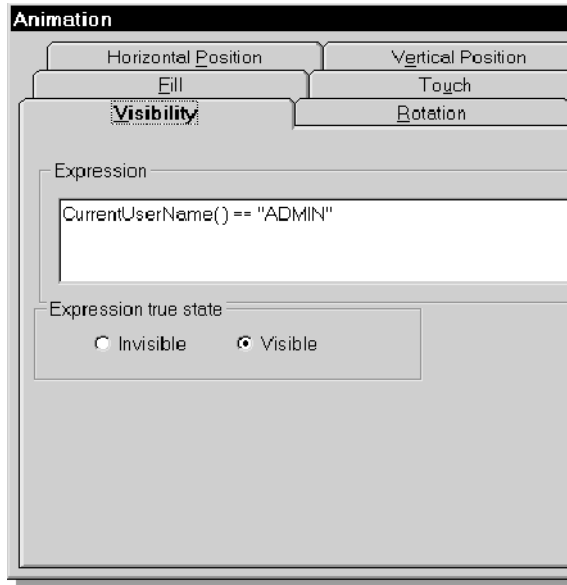 Animation
Horizontal Position Vertical Position
Fill Touch
Visibility Rotation
Expression
CurrentUserName() == "ADMIN"
Expression true state
Invisible Visible